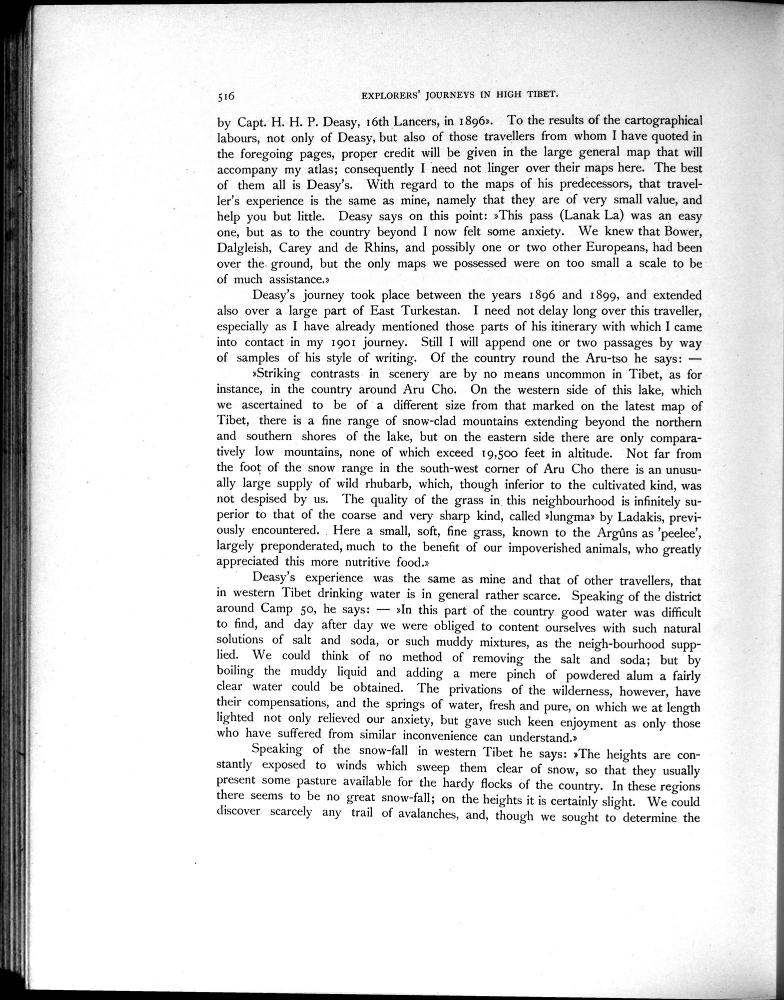 516
EXPLORERS' JOURNEYS IN HIGH TIBET.
by Capt. H. H. P. Deasy, 16th Lancers, in 1896». To the results of the cartographical
labours, not only of Deasy, but also of those travellers from whom I have quoted in
the foregoing pages, proper credit will be given in the large general map that will
accompany my atlas; consequently I need not linger over their maps here. The best
of them all is Deasy's. With regard to the maps of his predecessors, that travel-
ler's experience is the same as mine, namely that they are of very small value, and
help you but little. Deasy says on this point: »This pass (Lanak La) was an easy
one, but as to the country beyond I now felt some anxiety. We knew that Bower,
Dalgleish, Carey and de Rhins, and possibly one or two other Europeans, had been
over the ground, but the only maps we possessed were on too small a scale to be
of much assistance.»
Deasy's journey took place between the years 1896 and 1899, and extended
also over a large part of East Turkestan. I need not delay long over this traveller,
especially as I have already mentioned those parts of his itinerary with which I came
into contact in my 1901 journey. Still I will append one or two passages by way
of samples of his style of writing. Of the country round the Aru-tso he says: —
»Striking contrasts in scenery are by no means uncommon in Tibet, as for
instance, in the country around Aru Cho. On the western side of this lake, which
we ascertained to be of a different size from that marked on the latest map of
Tibet, there is a fine range of snow-clad mountains extending beyond the northern
and southern shores of the lake, but on the eastern side there are only compara-
tively low mountains, none of which exceed 19,500 feet in altitude. Not far from
the foot of the snow range in the south-west corner of Aru Cho there is an unusu-
ally large supply of wild rhubarb, which, though inferior to the cultivated kind, was
not despised by us. The quality of the grass in this neighbourhood is infinitely su-
perior to that of the coarse and very sharp kind, called »lungma» by Ladakis, previ-
ously encountered. Here a small, soft, fine grass, known to the Argûns as 'peelee',
largely preponderated, much to the benefit of our impoverished animals, who greatly
appreciated this more nutritive food.»
Deasy's experience was the same as mine and that of other travellers, that
in western Tibet drinking water is in general rather scarce. Speaking of the district
around Camp 50, he says: — »In this part of the country good water was difficult
to find, and day after day we were obliged to content ourselves with such natural
solutions of salt and soda, or such muddy mixtures, as the neigh-bourhood supp-
lied. We could think of no method of removing the salt and soda; but by
boiling the muddy liquid and adding a mere pinch of powdered alum a fairly
clear water could be obtained. The privations of the wilderness, however, have
their compensations, and the springs of water, fresh and pure, on which we at length
lighted not only relieved our anxiety, but gave such keen enjoyment as only those
who have suffered from similar inconvenience can understand.»
Speaking of the snow-fall in western Tibet he says: »The heights are con-
stantly exposed to winds which sweep them clear of snow, so that they usually
present some pasture available for the hardy flocks of the country. In these regions
there seems to be no great snow-fall; on the heights it is certainly slight. We could
discover scarcely any trail of avalanches, and, though we sought to determine the